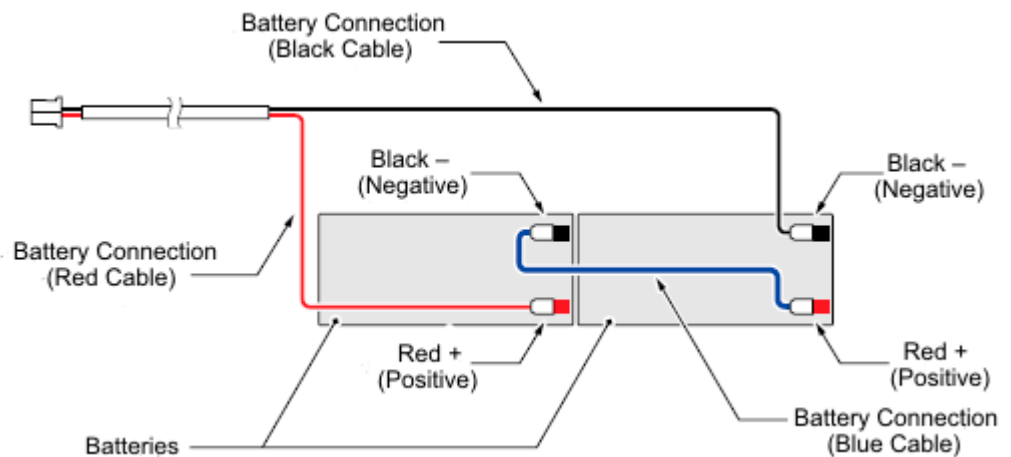 Battery Connection
(Black Cable)
Black –
(Negative)
Black –
(Negative)
Battery Connection
(Red Cable)
Red +
(Positive)
Red +
(Positive)
Battery Connection
(Blue Cable)
Batteries